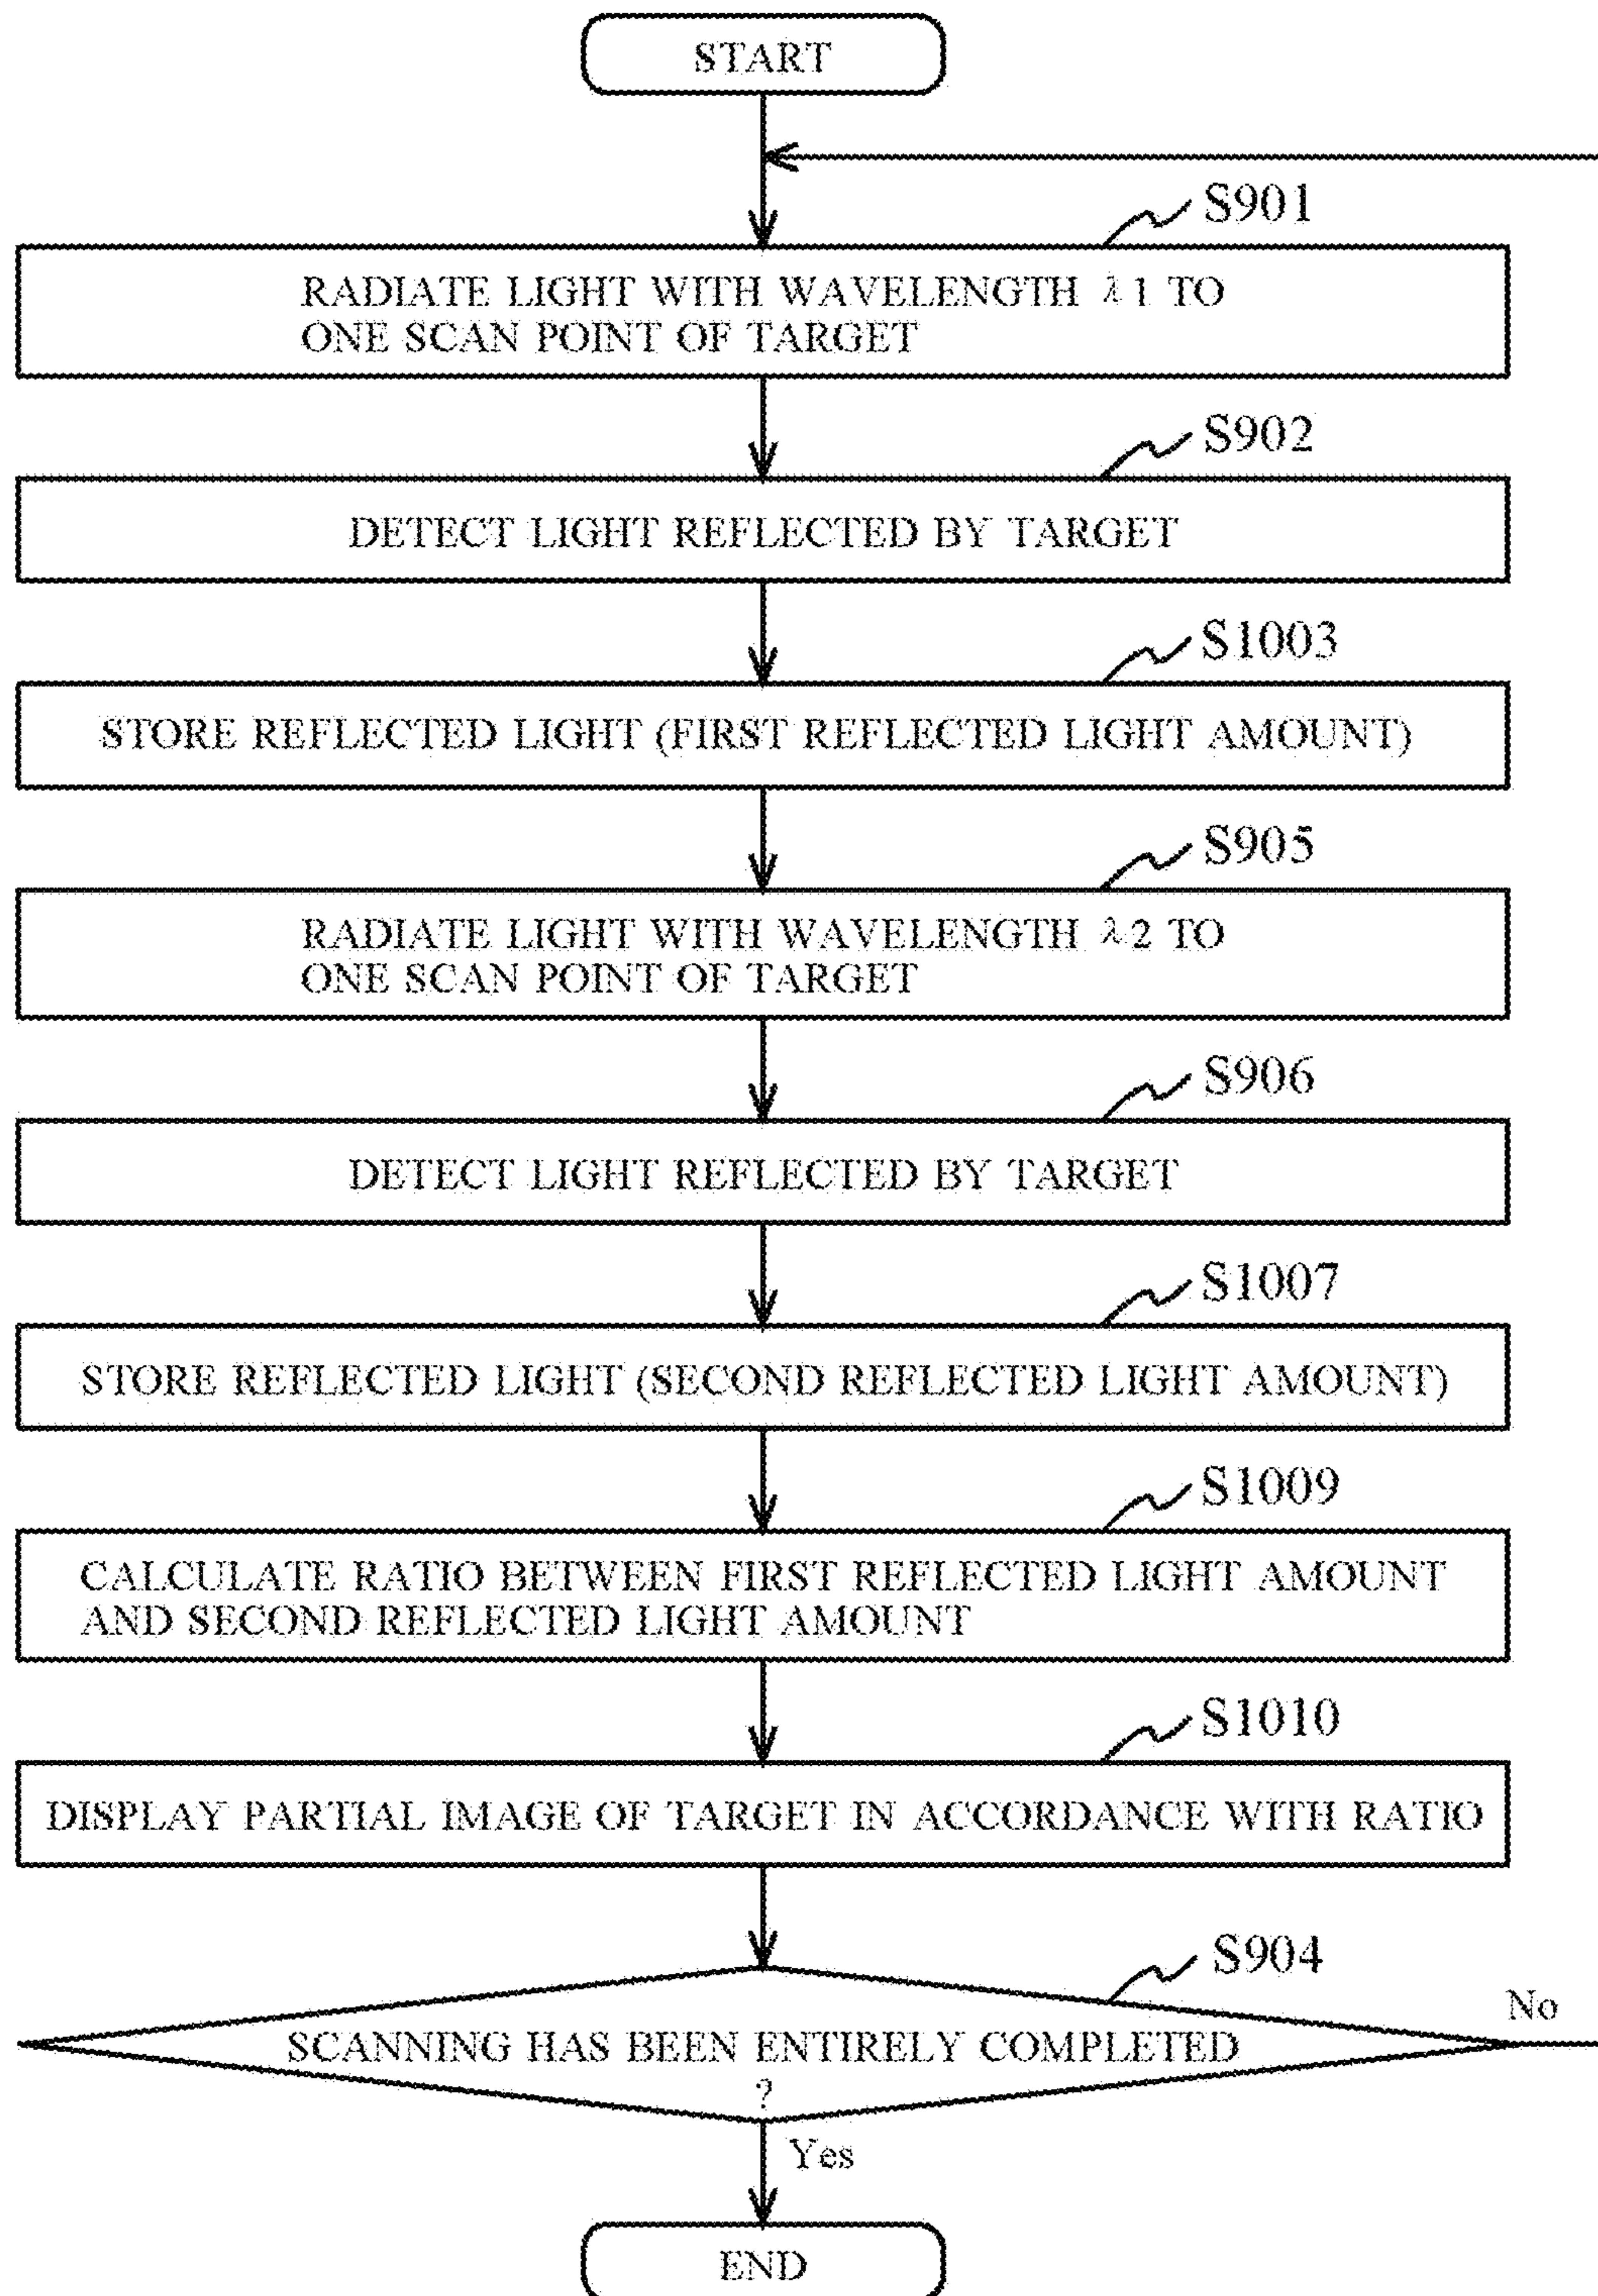 START
S901
RADIATE LIGHT WITH WAVELENGTH λ1 TO
ONE SCAN POINT OF TARGET
S902
DETECT LIGHT REFLECTED BY TARGET
S1003
STORE REFLECTED LIGHT (FIRST REFLECTED LIGHT AMOUNT)
S905
RADIATE LIGHT WITH WAVELENGTH λ2 TO
ONE SCAN POINT OF TARGET
S906
DETECT LIGHT REFLECTED BY TARGET
S1007
STORE REFLECTED LIGHT (SECOND REFLECTED LIGHT AMOUNT)
S1009
CALCULATE RATIO BETWEEN FIRST REFLECTED LIGHT AMOUNT
AND SECOND REFLECTED LIGHT AMOUNT
S1010
DISPLAY PARTIAL IMAGE OF TARGET IN ACCORDANCE WITH RATIO
S904
No
SCANNING HAS BEEN ENTIRELY COMPLETED
?
Yes
END